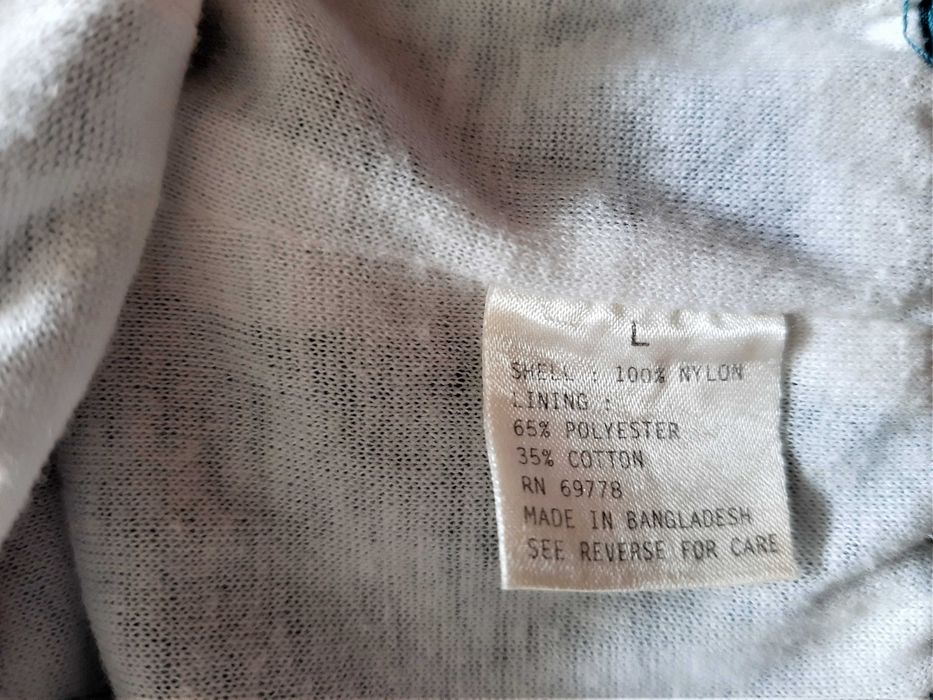 L
SHELL : 100% NYLON
LINING :
65% POLYESTER
35% COTTON
RN 69778
MADE IN BANGLADESH
SEE REVERSE FOR CARE